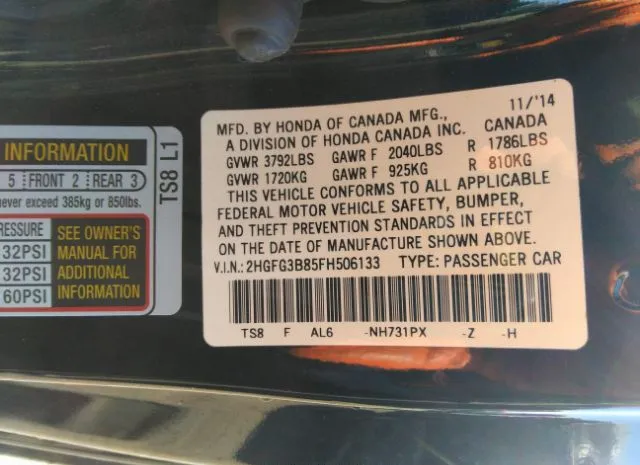 INFORMATION
5 FRONT 2 REAR 3
never exceed 385kg or 850lbs.
PRESSURE
32PSI
32PSI
60PSI
SEE OWNER'S
MANUAL FOR
ADDITIONAL
INFORMATION
TS8 L1
11/'14
MFD. BY HONDA OF CANADA MFG.,
A DIVISION OF HONDA CANADA INC. CANADA
GVWR 3792LBS GAWR F 2040LBS R 1786LBS
GVWR 1720KG GAWR F 925KG R 810KG
THIS VEHICLE CONFORMS TO ALL APPLICABLE
FEDERAL MOTOR VEHICLE SAFETY, BUMPER,
AND THEFT PREVENTION STANDARDS IN EFFECT
ON THE DATE OF MANUFACTURE SHOWN ABOVE.
V.I.N.: 2HGFG3B85FH506133 TYPE: PASSENGER CAR
TS8 F AL6 -NH731PX -Z -H